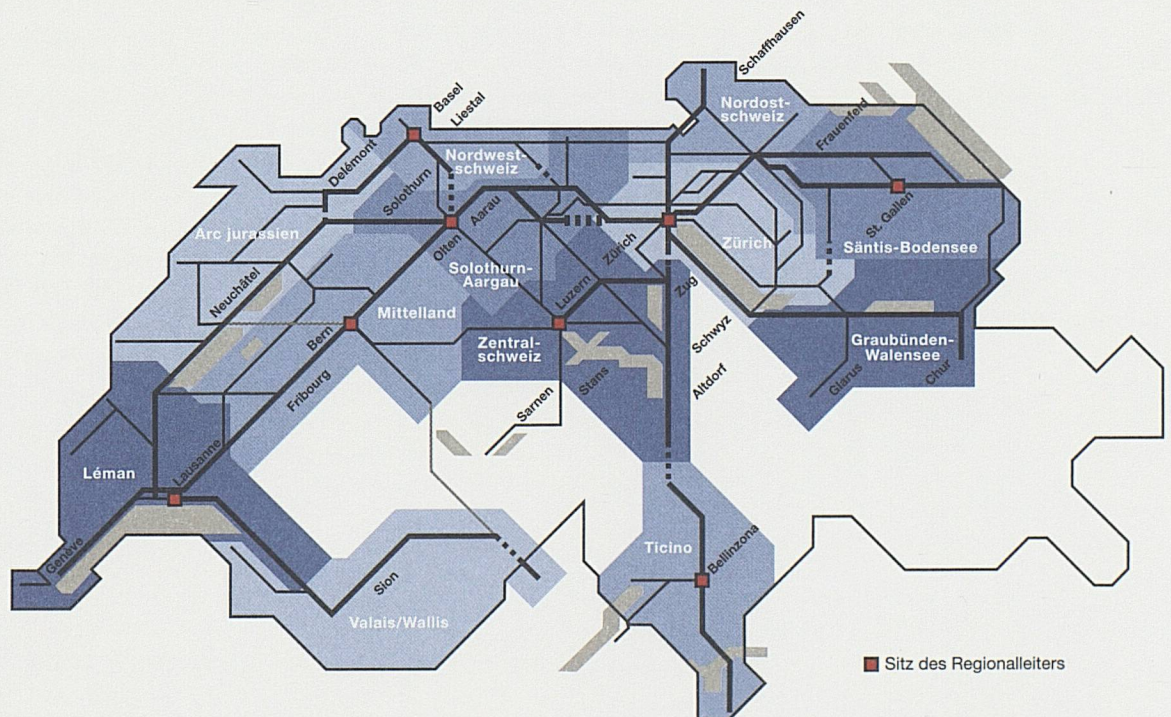 Schaffhausen
Basel
Liestal
Nordost-
schweiz
Frauenfeld
Delémont
Nordwest-
schweiz
Solothurn
Aarau
St. Gallen
Arc jurassien
Olten
Zürich
Zürich
Säntis-Bodensee
Solothurn-
Aargau
Luzern
Zug
Neuchâtel
Mittelland
Bern
Schwyz
Zentral-
schweiz
Graubünden-
Walensee
Fribourg
Stans
Altdorf
Glarus
Chur
Sarnen
Lausanne
Léman
Genève
Ticino
Bellinzona
Sion
Valais/Wallis
Sitz des Regionalleiters